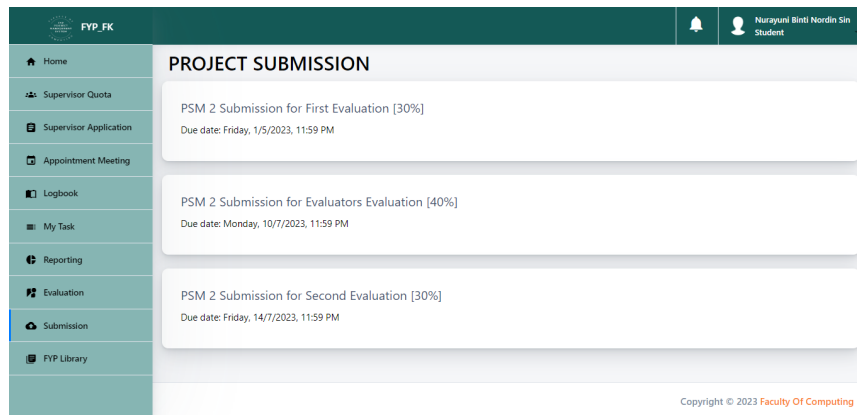 FYP_FK
Nurayuni Binti Nordin Sin
Student
Home
Supervisor Quota
Supervisor Application
Appointment Meeting
Logbook
My Task
Reporting
Evaluation
Submission
FYP Library
PROJECT SUBMISSION
PSM 2 Submission for First Evaluation [30%]
Due date: Friday, 1/5/2023, 11:59 PM
PSM 2 Submission for Evaluators Evaluation [40%]
Due date: Monday, 10/7/2023, 11:59 PM
PSM 2 Submission for Second Evaluation [30%]
Due date: Friday, 14/7/2023, 11:59 PM
Copyright © 2023 Faculty Of Computing